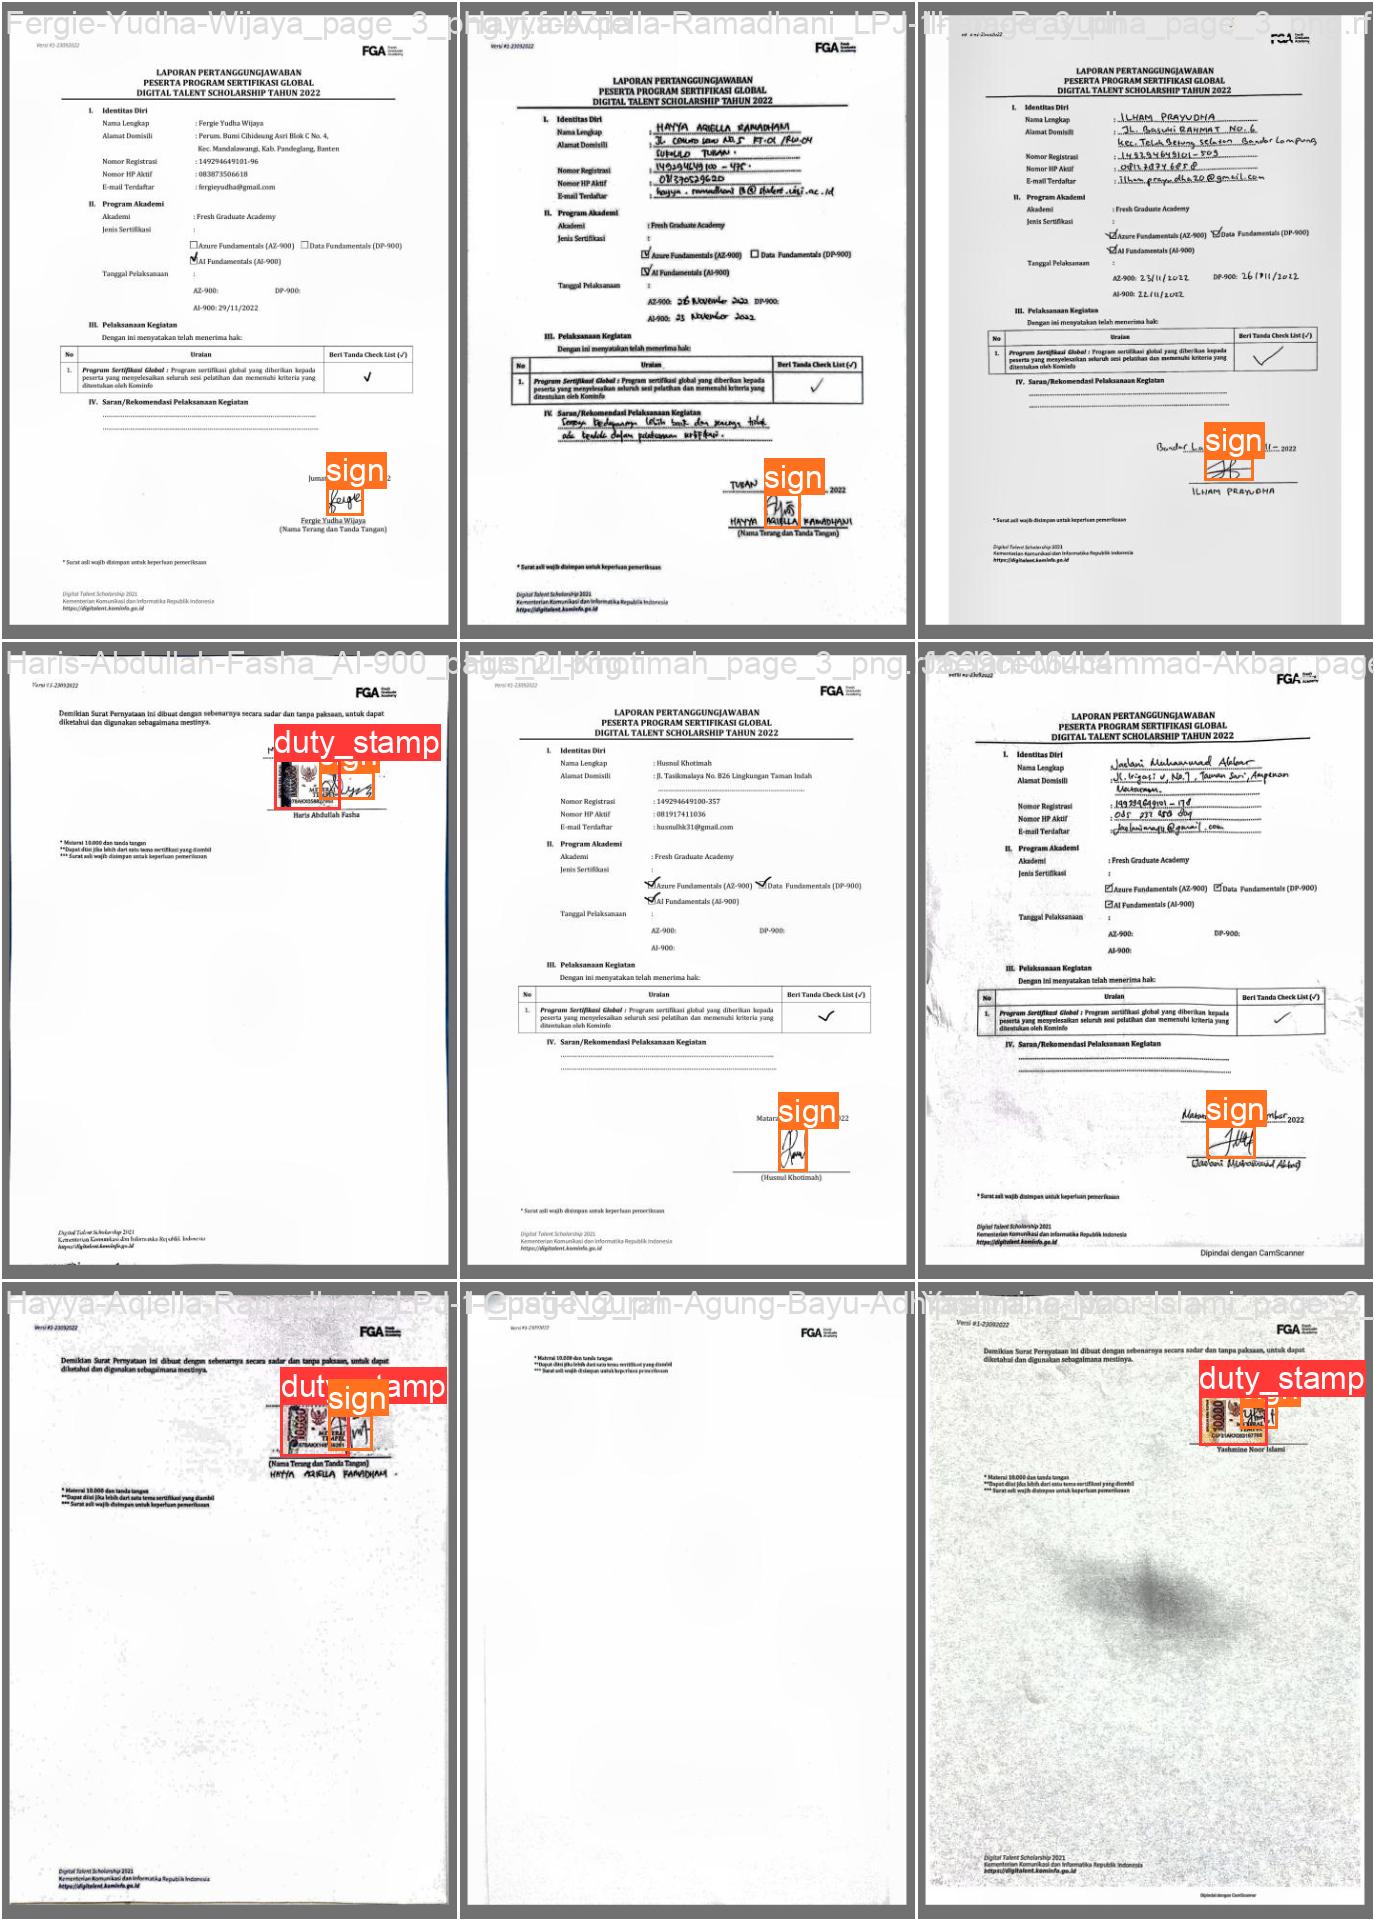 Fergie-Yudha-Wijaya_page_3_png
Versi #1-23092022
FGA Fresh Graduate Academy
LAPORAN PERTANGGUNGJAWABAN
PESERTA PROGRAM SERTIFIKASI GLOBAL
DIGITAL TALENT SCHOLARSHIP TAHUN 2022
I. Identitas Diri
Nama Lengkap : Fergie Yudha Wijaya
Alamat Domisili : Perum. Bumi Cibideung Asri Blok C No. 4,
Kec. Mandalawangi, Kab. Pandeglang, Banten
Nomor Registrasi : 149294649101-96
Nomor HP Aktif : 083873506618
E-mail Terdaftar : fergieyudha@gmail.com
II. Program Akademi
Akademi : Fresh Graduate Academy
Jenis Sertifikasi :
Azure Fundamentals (AZ-900) Data Fundamentals (DP-900)
AI Fundamentals (AI-900)
Tanggal Pelaksanaan :
AZ-900: DP-900:
AI-900: 29/11/2022
III. Pelaksanaan Kegiatan
Dengan ini menyatakan telah menerima hak:
No Uraian Beri Tanda Check List (√)
1. Program Sertifikasi Global : Program sertifikasi global yang diberikan kepada
peserta yang menyelesaikan seluruh sesi pelatihan dan memenuhi kriteria yang
ditentukan oleh Kominfo
IV. Saran/Rekomendasi Pelaksanaan Kegiatan
sign
Fergie
Fergie Yudha Wijaya
(Nama Terang dan Tanda Tangan)
* Surat asli wajib disimpan untuk keperluan pemeriksaan
Digital Talent Scholarship 2021
Kementerian Komunikasi dan Informatika Republik Indonesia
https://digitalent.kominfo.go.id
Versi #1-23092022
FGA Fresh Graduate Academy
LAPORAN PERTANGGUNGJAWABAN
PESERTA PROGRAM SERTIFIKASI GLOBAL
DIGITAL TALENT SCHOLARSHIP TAHUN 2022
I. Identitas Diri
Nama Lengkap : HAYYA AQIELLA RAMADHANI
Alamat Domisili : JL. NO. 5 RT.01 /RW.04
SUKOLILO TUBAN.
Nomor Registrasi : 149294649100 - 478.
Nomor HP Aktif : 081390529620
E-mail Terdaftar : hayya.ramadhani
II. Program Akademi
Akademi : Fresh Graduate Academy
Jenis Sertifikasi :
Azure Fundamentals (AZ-900) Data Fundamentals (DP-900)
AI Fundamentals (AI-900)
Tanggal Pelaksanaan :
AZ-900: 28 November 2022 DP-900:
AI-900: 23 November 2022
III. Pelaksanaan Kegiatan
Dengan ini menyatakan telah menerima hak:
No Uraian Beri Tanda Check List (√)
1. Program Sertifikasi Global : Program sertifikasi global yang diberikan kepada
peserta yang menyelesaikan seluruh sesi pelatihan dan memenuhi kriteria yang
ditentukan oleh Kominfo
IV. Saran/Rekomendasi Pelaksanaan Kegiatan
Semoga kedepannya lebih baik dan semoga tidak
ada kendala dalam pelaksanaan sertifikasi.
sign
TUBAN 2022
HAYYA AQIELLA RAMADHANI
(Nama Terang dan Tanda Tangan)
* Surat asli wajib disimpan untuk keperluan pemeriksaan
Digital Talent Scholarship 2021
Kementerian Komunikasi dan Informatika Republik Indonesia
https://digitalent.kominfo.go.id
FGA
LAPORAN PERTANGGUNGJAWABAN
PESERTA PROGRAM SERTIFIKASI GLOBAL
DIGITAL TALENT SCHOLARSHIP TAHUN 2022
I. Identitas Diri
Nama Lengkap : ILHAM PRAYUDHA
Alamat Domisili : JL. BASUKI RAHMAT NO. 6
Kec. Teluk Betung Selatan Bandar Lampung
Nomor Registrasi : 149294649101-509
Nomor HP Aktif : 081278746858
E-mail Terdaftar : ilham.prayudha20@gmail.com
II. Program Akademi
Akademi : Fresh Graduate Academy
Jenis Sertifikasi :
Azure Fundamentals (AZ-900) Data Fundamentals (DP-900)
AI Fundamentals (AI-900)
Tanggal Pelaksanaan :
AZ-900: 23/11/2022 DP-900: 26/11/2022
AI-900: 22/11/2022
III. Pelaksanaan Kegiatan
Dengan ini menyatakan telah menerima hak:
No Uraian Beri Tanda Check List (√)
1. Program Sertifikasi Global : Program sertifikasi global yang diberikan kepada
peserta yang menyelesaikan seluruh sesi pelatihan dan memenuhi kriteria yang
ditentukan oleh Kominfo
IV. Saran/Rekomendasi Pelaksanaan Kegiatan
sign
Bandar 2022
ILHAM PRAYUDHA
* Surat asli wajib disimpan untuk keperluan pemeriksaan
Digital Talent Scholarship 2021
Kementerian Komunikasi dan Informatika Republik Indonesia
https://digitalent.kominfo.go.id
Haris-Abdullah-Fasha_AI-900_page_2_png
Versi #1-23092022
FGA Fresh Graduate Academy
Demikian Surat Pernyataan ini dibuat dengan sebenarnya secara sadar dan tanpa paksaan, untuk dapat
diketahui dan digunakan sebagaimana mestinya.
duty_stamp
sign
Haris Abdullah Fasha
* Materai 10.000 dan tanda tangan
**Dapat diisi jika lebih dari satu tema sertifikasi yang diambil
*** Surat asli wajib disimpan untuk keperluan pemeriksaan
Digital Talent Scholarship 2021
Kementerian Komunikasi dan Informatika Republik Indonesia
https://digitalent.kominfo.go.id
Husnul-Khotimah_page_3_png
Versi #1-23092022
FGA Fresh Graduate Academy
LAPORAN PERTANGGUNGJAWABAN
PESERTA PROGRAM SERTIFIKASI GLOBAL
DIGITAL TALENT SCHOLARSHIP TAHUN 2022
I. Identitas Diri
Nama Lengkap : Husnul Khotimah
Alamat Domisili : Jl. Tasikmalaya No. 826 Lingkungan Taman Indah
Nomor Registrasi : 149294649100-357
Nomor HP Aktif : 081917411036
E-mail Terdaftar : husnulhk31@gmail.com
II. Program Akademi
Akademi : Fresh Graduate Academy
Jenis Sertifikasi :
Azure Fundamentals (AZ-900) Data Fundamentals (DP-900)
AI Fundamentals (AI-900)
Tanggal Pelaksanaan :
AZ-900: DP-900:
AI-900:
III. Pelaksanaan Kegiatan
Dengan ini menyatakan telah menerima hak:
No Uraian Beri Tanda Check List (√)
1. Program Sertifikasi Global : Program sertifikasi global yang diberikan kepada
peserta yang menyelesaikan seluruh sesi pelatihan dan memenuhi kriteria yang
ditentukan oleh Kominfo
IV. Saran/Rekomendasi Pelaksanaan Kegiatan
sign
(Husnul Khotimah)
* Surat asli wajib disimpan untuk keperluan pemeriksaan
Digital Talent Scholarship 2021
Kementerian Komunikasi dan Informatika Republik Indonesia
https://digitalent.kominfo.go.id
Versi #1-23092022
FGA
LAPORAN PERTANGGUNGJAWABAN
PESERTA PROGRAM SERTIFIKASI GLOBAL
DIGITAL TALENT SCHOLARSHIP TAHUN 2022
I. Identitas Diri
Nama Lengkap : Jaelani Muhammad Akbar
Alamat Domisili : Jl. Irigasi V, No.7, Taman Sari, Ampenan
Mataram.
Nomor Registrasi : 149294649101 - 178
Nomor HP Aktif : 085 237 258 804
E-mail Terdaftar
II. Program Akademi
Akademi : Fresh Graduate Academy
Jenis Sertifikasi :
Azure Fundamentals (AZ-900) Data Fundamentals (DP-900)
AI Fundamentals (AI-900)
Tanggal Pelaksanaan :
AZ-900: DP-900:
AI-900:
III. Pelaksanaan Kegiatan
Dengan ini menyatakan telah menerima hak:
No Uraian Beri Tanda Check List (√)
1. Program Sertifikasi Global : Program sertifikasi global yang diberikan kepada
peserta yang menyelesaikan seluruh sesi pelatihan dan memenuhi kriteria yang
ditentukan oleh Kominfo
IV. Saran/Rekomendasi Pelaksanaan Kegiatan
sign
2022
(Jaelani Muhammad Akbar)
* Surat asli wajib disimpan untuk keperluan pemeriksaan
Digital Talent Scholarship 2021
Kementerian Komunikasi dan Informatika Republik Indonesia
https://digitalent.kominfo.go.id
Dipindai dengan CamScanner
Versi #1-23092022
FGA Fresh Graduate Academy
Demikian Surat Pernyataan ini dibuat dengan sebenarnya secara sadar dan tanpa paksaan, untuk dapat
diketahui dan digunakan sebagaimana mestinya.
duty_stamp
sign
10000
(Nama Terang dan Tanda Tangan)
HAYYA AQIELLA RAMADHANI .
* Materai 10.000 dan tanda tangan
**Dapat diisi jika lebih dari satu tema sertifikasi yang diambil
*** Surat asli wajib disimpan untuk keperluan pemeriksaan
Digital Talent Scholarship 2021
Kementerian Komunikasi dan Informatika Republik Indonesia
https://digitalent.kominfo.go.id
Versi #1-23092022
FGA Fresh Graduate Academy
* Materai 10.000 dan tanda tangan
**Dapat diisi jika lebih dari satu tema sertifikasi yang diambil
*** Surat asli wajib disimpan untuk keperluan pemeriksaan
Versi #1-23092022
FGA Fresh Graduate Academy
Demikian Surat Pernyataan ini dibuat dengan sebenarnya secara sadar dan tanpa paksaan, untuk dapat
diketahui dan digunakan sebagaimana mestinya.
duty_stamp
10000
METERAI
TEMPEL
Yashmine Noor Islami
* Materai 10.000 dan tanda tangan
**Dapat diisi jika lebih dari satu tema sertifikasi yang diambil
*** Surat asli wajib disimpan untuk keperluan pemeriksaan
Digital Talent Scholarship 2021
Kementerian Komunikasi dan Informatika Republik Indonesia
https://digitalent.kominfo.go.id
Dipindai dengan CamScanner